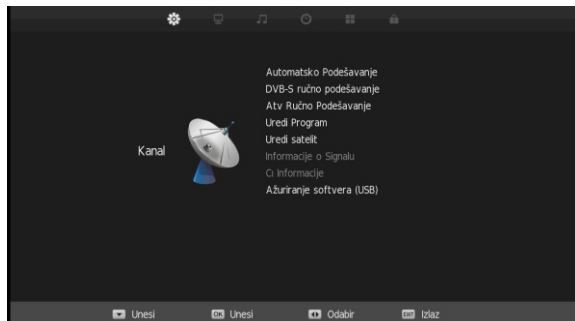 Automatsko Podešavanje
DVB-S ručno podešavanje
Atv Ručno Podešavanje
Uredi Program
Uredi satelit
Kanal
Informacije o Signalu
Ci Informacije
Ažuriranje softvera (USB)
Unesi OK Unesi Odabir EXIT Izlaz